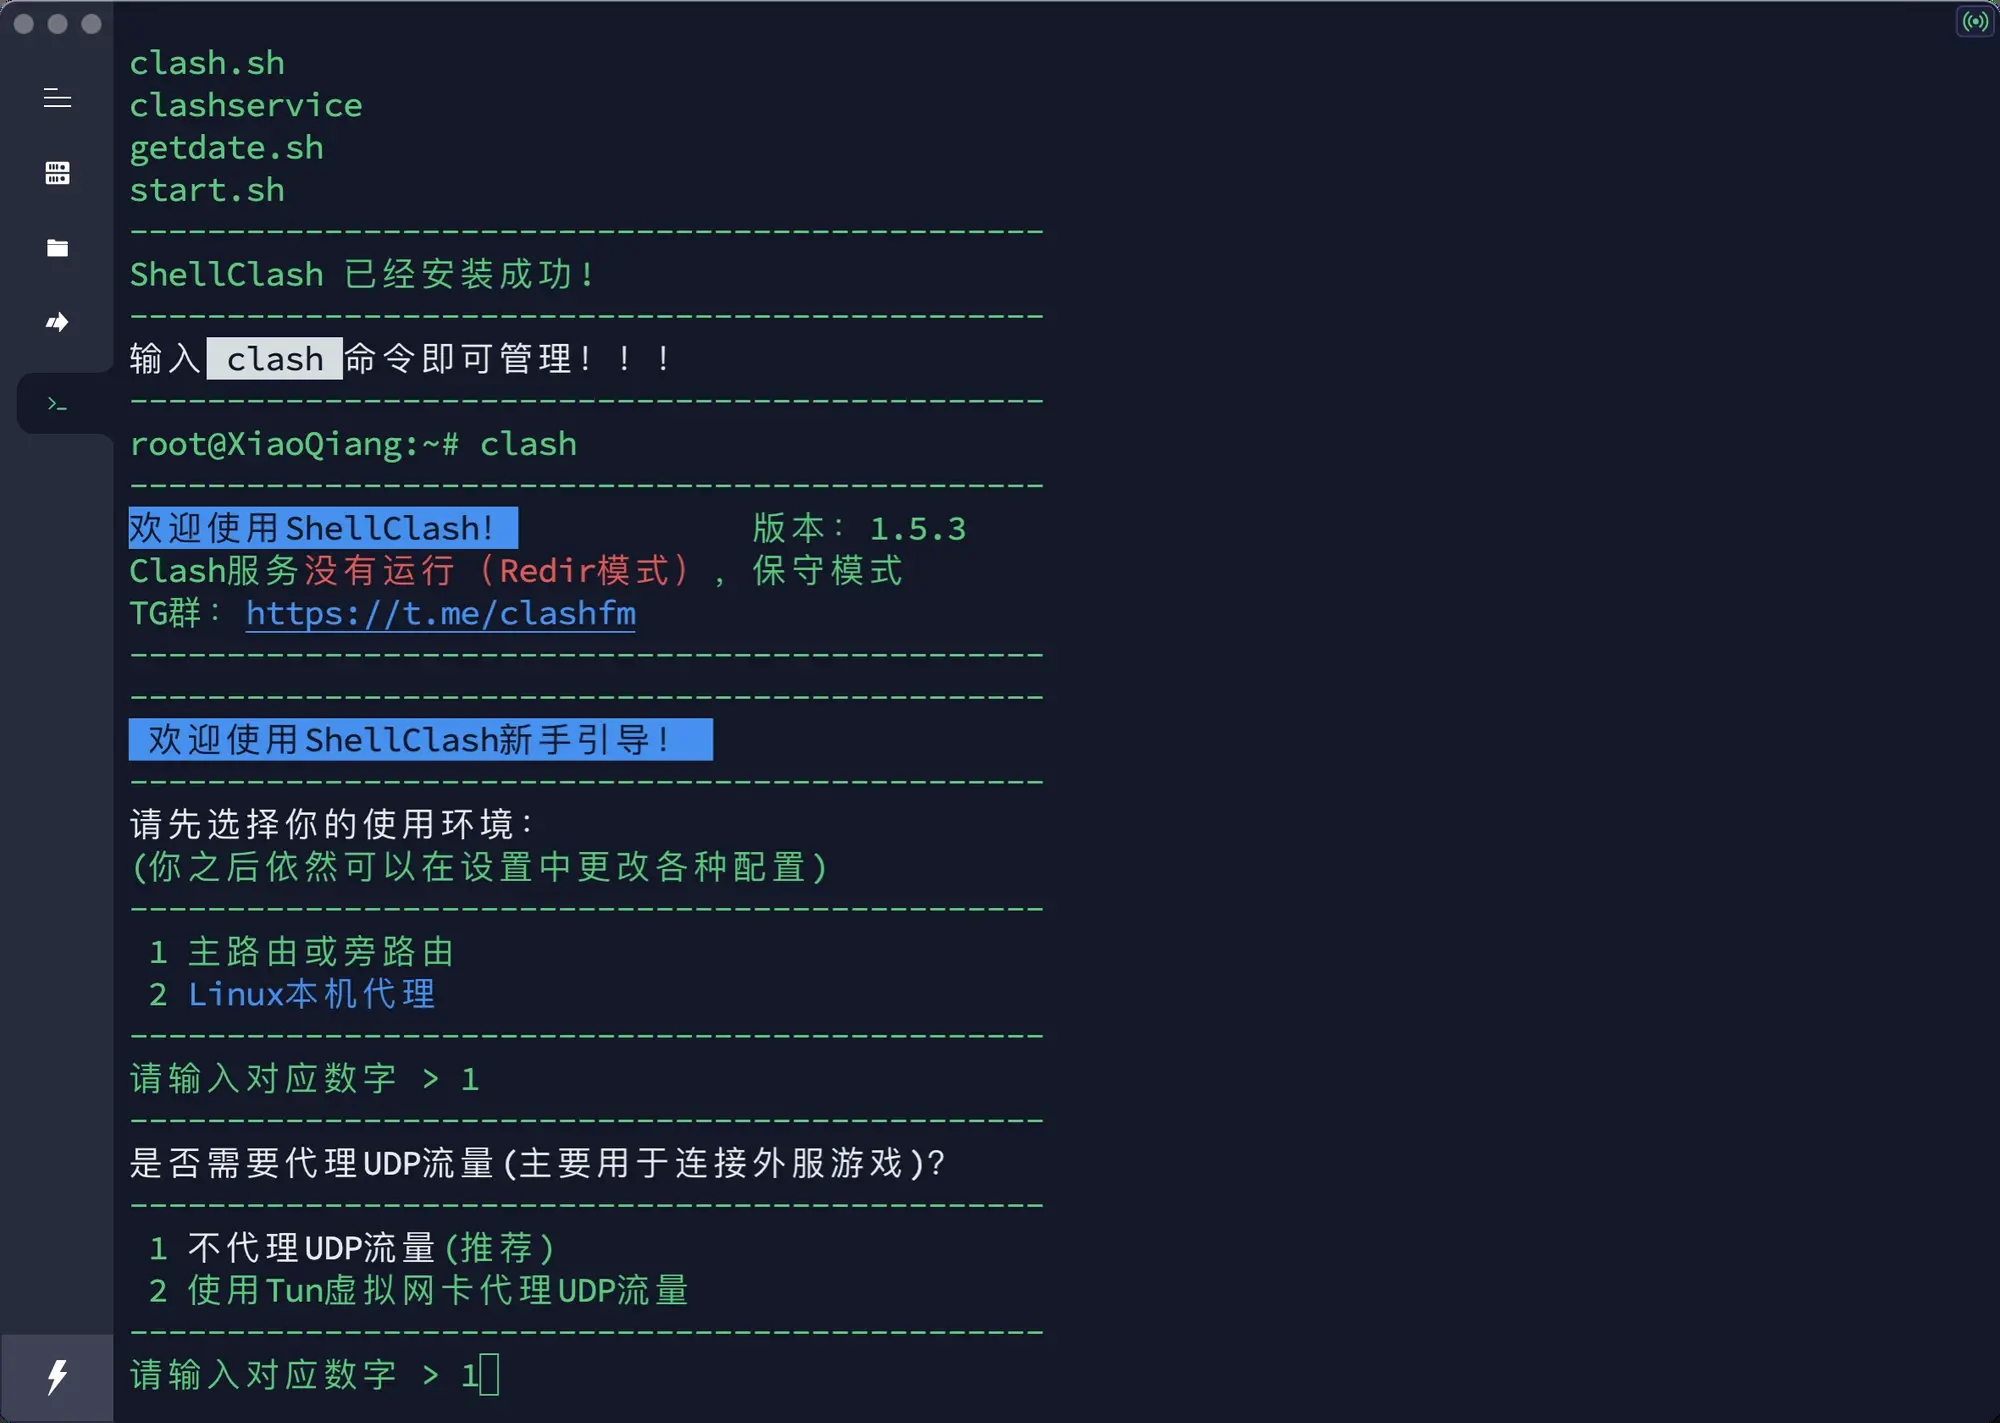 clash.sh
clashservice
getdate.sh
start.sh
-----------------------------------------------
ShellClash 已经安装成功!
-----------------------------------------------
输入 clash 命令即可管理！！！
-----------------------------------------------
root@XiaoQiang:~# clash
-----------------------------------------------
欢迎使用ShellClash！ 版本：1.5.3
Clash服务没有运行（Redir模式），保守模式
TG群：https://t.me/clashfm
-----------------------------------------------
-----------------------------------------------
欢迎使用ShellClash新手引导！
-----------------------------------------------
请先选择你的使用环境：
(你之后依然可以在设置中更改各种配置)
-----------------------------------------------
1 主路由或旁路由
2 Linux本机代理
-----------------------------------------------
请输入对应数字 > 1
-----------------------------------------------
是否需要代理UDP流量(主要用于连接外服游戏)？
-----------------------------------------------
1 不代理UDP流量(推荐)
2 使用Tun虚拟网卡代理UDP流量
-----------------------------------------------
请输入对应数字 > 1